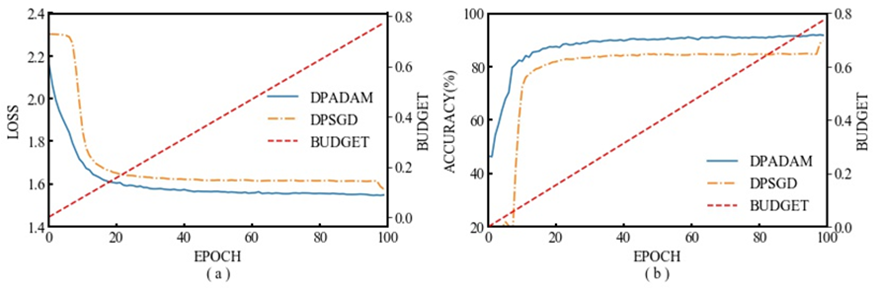 2.4
2.2
2.0
1.8
1.6
1.4
LOSS
0.8
0.6
0.4
0.2
0.0
BUDGET
DPADAM
DPSGD
BUDGET
0 20 40 60 80 100
EPOCH
( a )
100
80
60
40
20
ACCURACY(%)
0.8
0.6
0.4
0.2
0.0
BUDGET
DPADAM
DPSGD
BUDGET
0 20 40 60 80 100
EPOCH
( b )